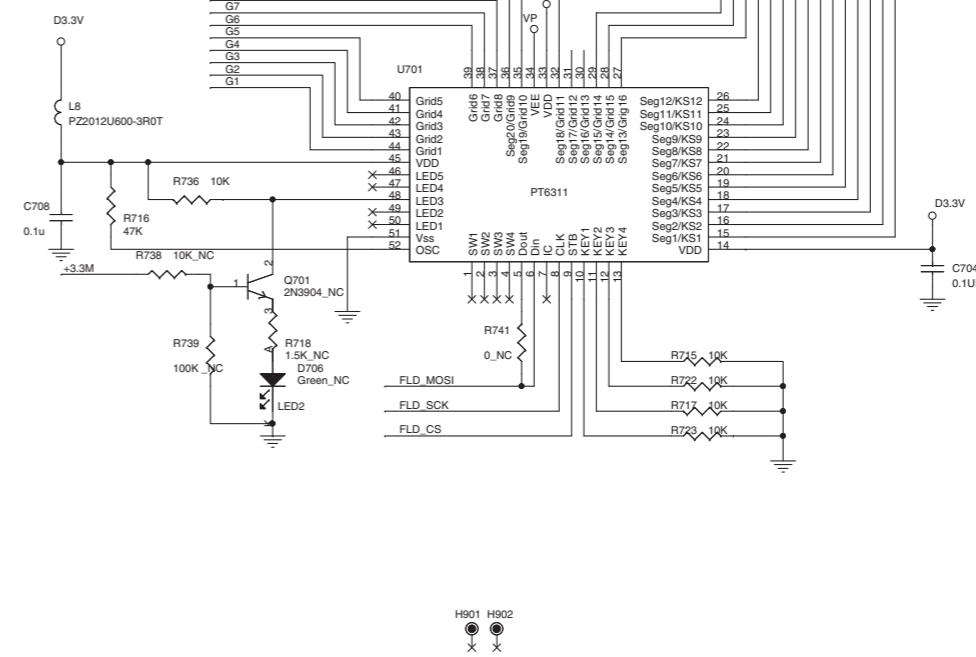 G7
G6
G5
G4
G3
G2
G1
D3.3V
VP
L8
PZ2012U600-3R0T
C708
0.1u
R716
47K
R736 10K
R738 10K_NC
+3.3M
1
2
3
Q701
2N3904_NC
R739
100K_NC
R718
1.5K_NC
A
D706
Green_NC
LED2
U701
39 38 37 36 35 34 33 32 31 30 29 28 27
Grid6
Grid7
Grid8
Seg20/Grid9
Seg19/Grid10
VEE
VDD
Seg18/Grid11
Seg17/Grid12
Seg16/Grid13
Seg15/Grid14
Seg14/Grid15
Seg13/Grig16
40 Grid5
41 Grid4
42 Grid3
43 Grid2
44 Grid1
45 VDD
46 LED5
47 LED4
48 LED3
49 LED2
50 LED1
51 Vss
52 OSC
PT6311
Seg12/KS12 26
Seg11/KS11 25
Seg10/KS10 24
Seg9/KS9 23
Seg8/KS8 22
Seg7/KS7 21
Seg6/KS6 20
Seg5/KS5 19
Seg4/KS4 18
Seg3/KS3 17
Seg2/KS2 16
Seg1/KS1 15
VDD 14
SW1
SW2
SW3
SW4
Dout
Din
IC
CLK
STB
KEY1
KEY2
KEY3
KEY4
1 2 3 4 5 6 7 8 9 10 11 12 13
D3.3V
C704
R741
0_NC
FLD_MOSI
FLD_SCK
FLD_CS
R715 10K
R722 10K
R717 10K
R723 10K
H901 H902